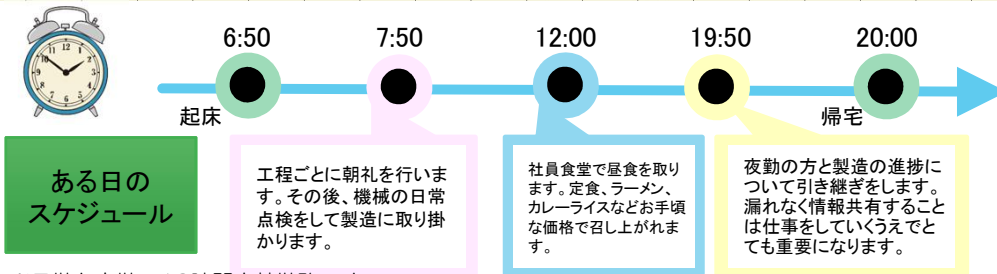 6:50
7:50
12:00
19:50
20:00
起床
帰宅
ある日の
スケジュール
工程ごとに朝礼を行いま
す。その後、機械の日常
点検をして製造に取り掛
かります。
社員食堂で昼食を取り
ます。定食、ラーメン、
カレーライスなどお手頃
な価格で召し上がれま
す。
夜勤の方と製造の進捗に
ついて引き継ぎをします。
漏れなく情報共有すること
は仕事をしていくうえでと
ても重要になります。